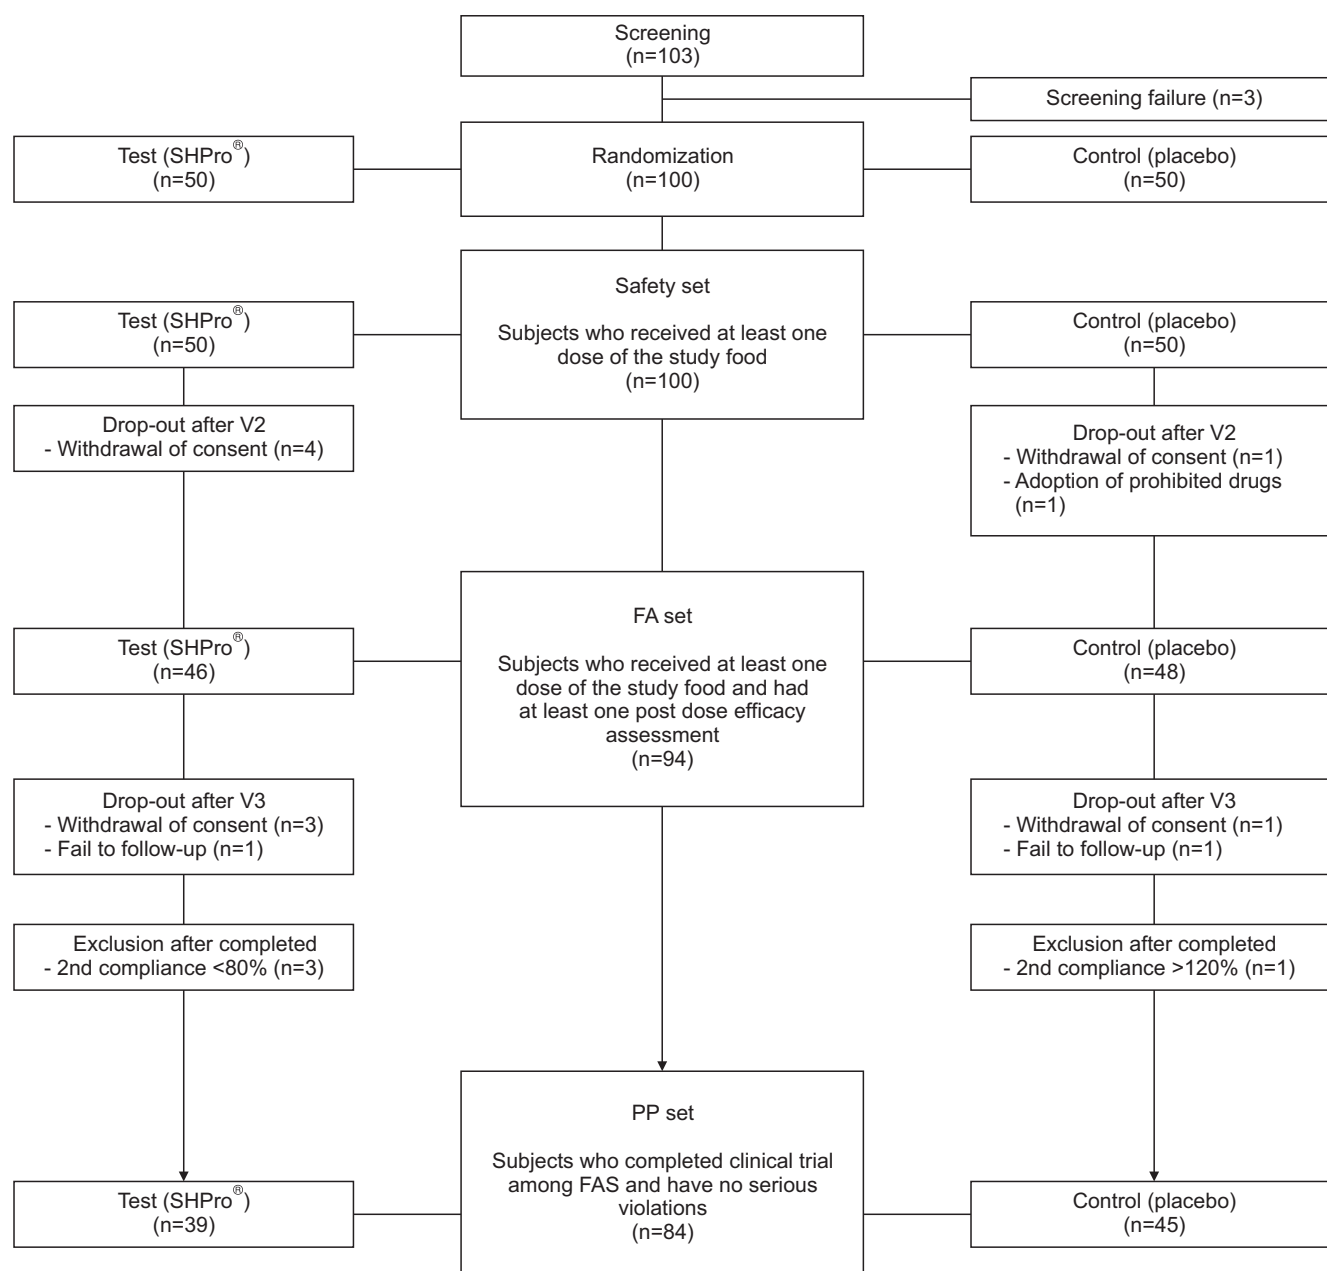 Screening
(n=103)
Screening failure (n=3)
Test (SHPro®)
(n=50)
Randomization
(n=100)
Control (placebo)
(n=50)
Test (SHPro®)
(n=50)
Safety set
Subjects who received at least one
dose of the study food
(n=100)
Control (placebo)
(n=50)
Drop-out after V2
- Withdrawal of consent (n=4)
Drop-out after V2
- Withdrawal of consent (n=1)
- Adoption of prohibited drugs
(n=1)
Test (SHPro®)
(n=46)
FA set
Subjects who received at least one
dose of the study food and had
at least one post dose efficacy
assessment
(n=94)
Control (placebo)
(n=48)
Drop-out after V3
- Withdrawal of consent (n=3)
- Fail to follow-up (n=1)
Drop-out after V3
- Withdrawal of consent (n=1)
- Fail to follow-up (n=1)
Exclusion after completed
- 2nd compliance <80% (n=3)
Exclusion after completed
- 2nd compliance >120% (n=1)
Test (SHPro®)
(n=39)
PP set
Subjects who completed clinical trial
among FAS and have no serious
violations
(n=84)
Control (placebo)
(n=45)